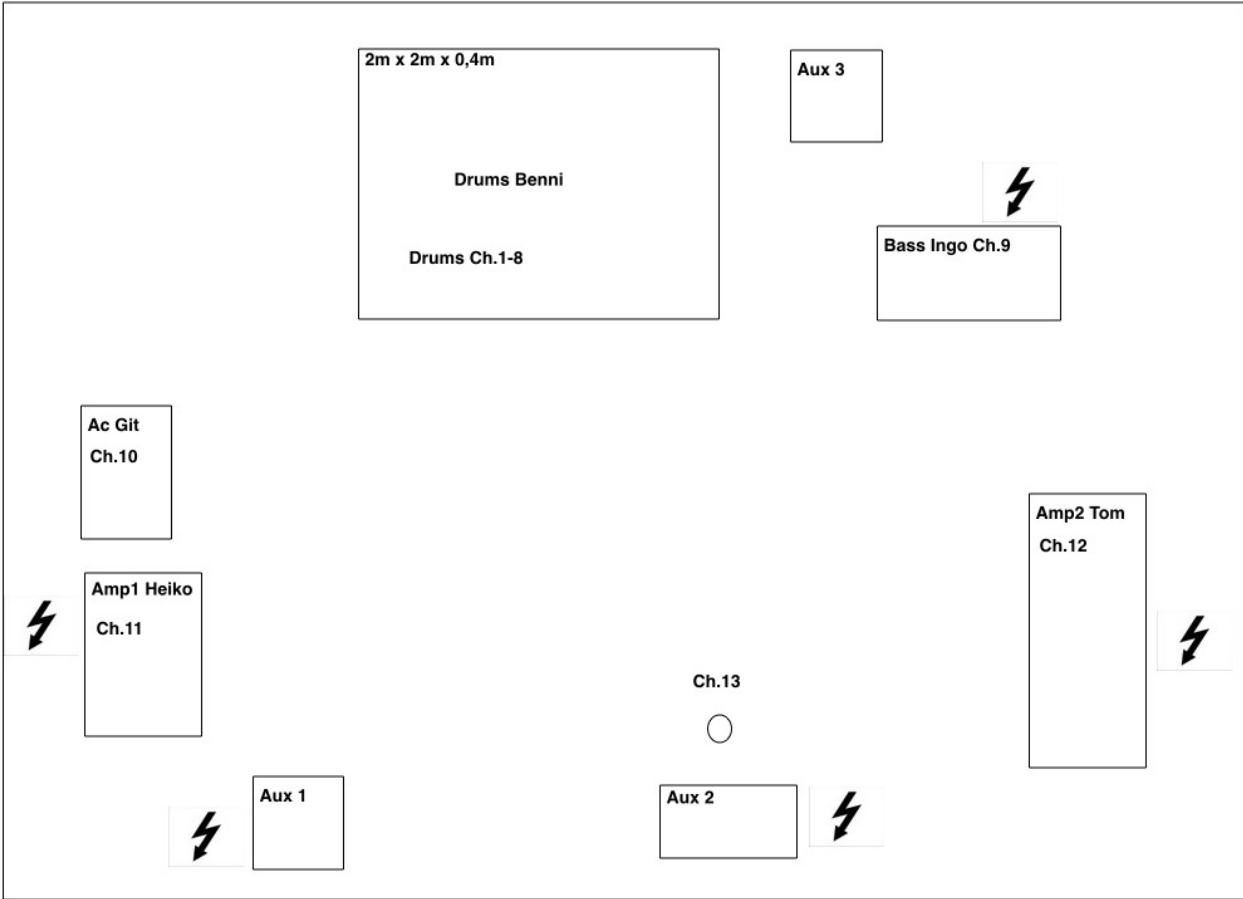 2m x 2m x 0,4m
Aux 3
Drums Benni
Drums Ch.1-8
Bass Ingo Ch.9
Ac Git
Ch.10
Amp1 Heiko
Ch.11
Amp2 Tom
Ch.12
Ch.13
Aux 1
Aux 2